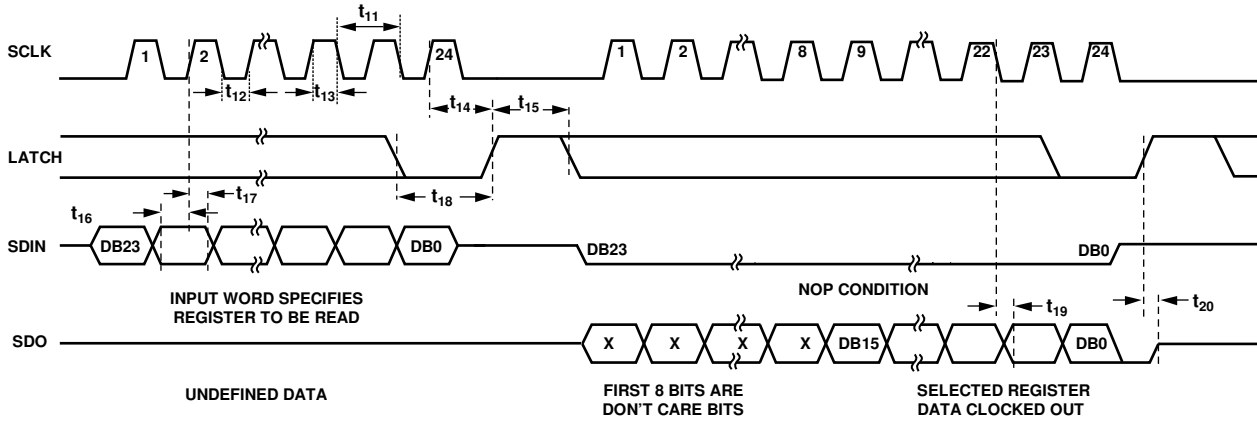 t11
SCLK
1
2
24
1
2
8
9
22
23
24
t12
t13
t14
t15
LATCH
t16
t17
t18
SDIN
DB23
DB0
DB23
DB0
INPUT WORD SPECIFIES
REGISTER TO BE READ
NOP CONDITION
t19
t20
SDO
X
X
X
X
DB15
DB0
UNDEFINED DATA
FIRST 8 BITS ARE
DON'T CARE BITS
SELECTED REGISTER
DATA CLOCKED OUT